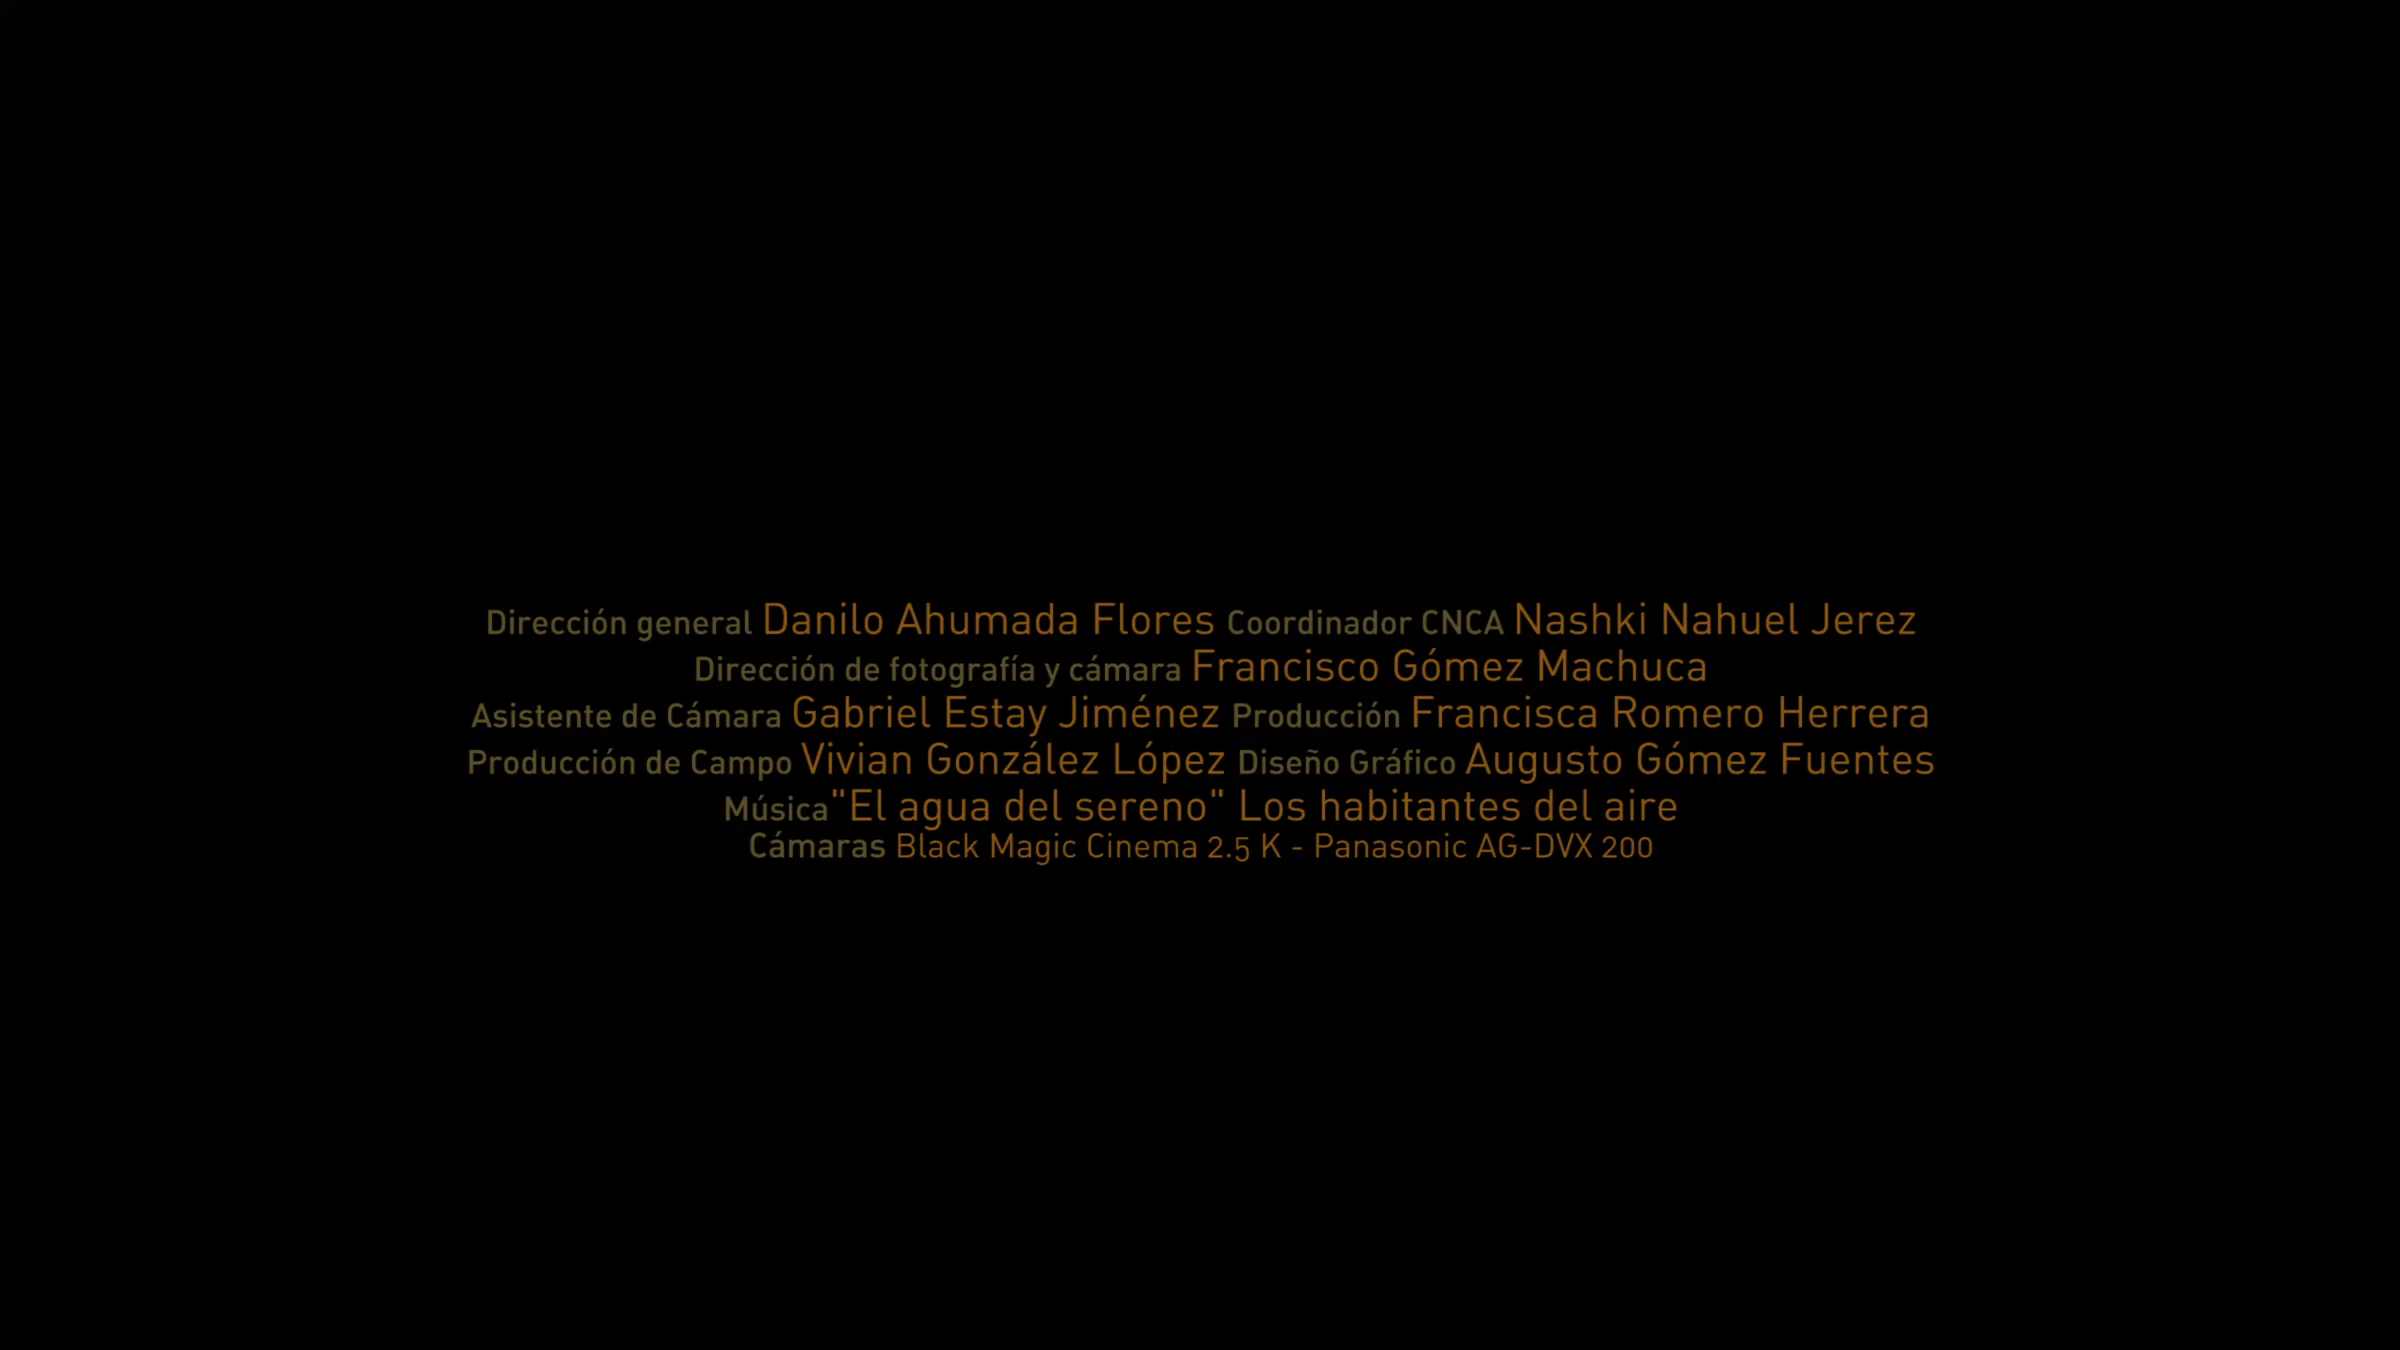 Dirección general Danilo Ahumada Flores Coordinador CNCA Nashki Nahuel Jerez
Dirección de fotografía y cámara Francisco Gómez Machuca
Asistente de Cámara Gabriel Estay Jiménez Producción Francisca Romero Herrera
Producción de Campo Vivian González López Diseño Gráfico Augusto Gómez Fuentes
Música"El agua del sereno" Los habitantes del aire
Cámaras Black Magic Cinema 2.5 K - Panasonic AG-DVX 200